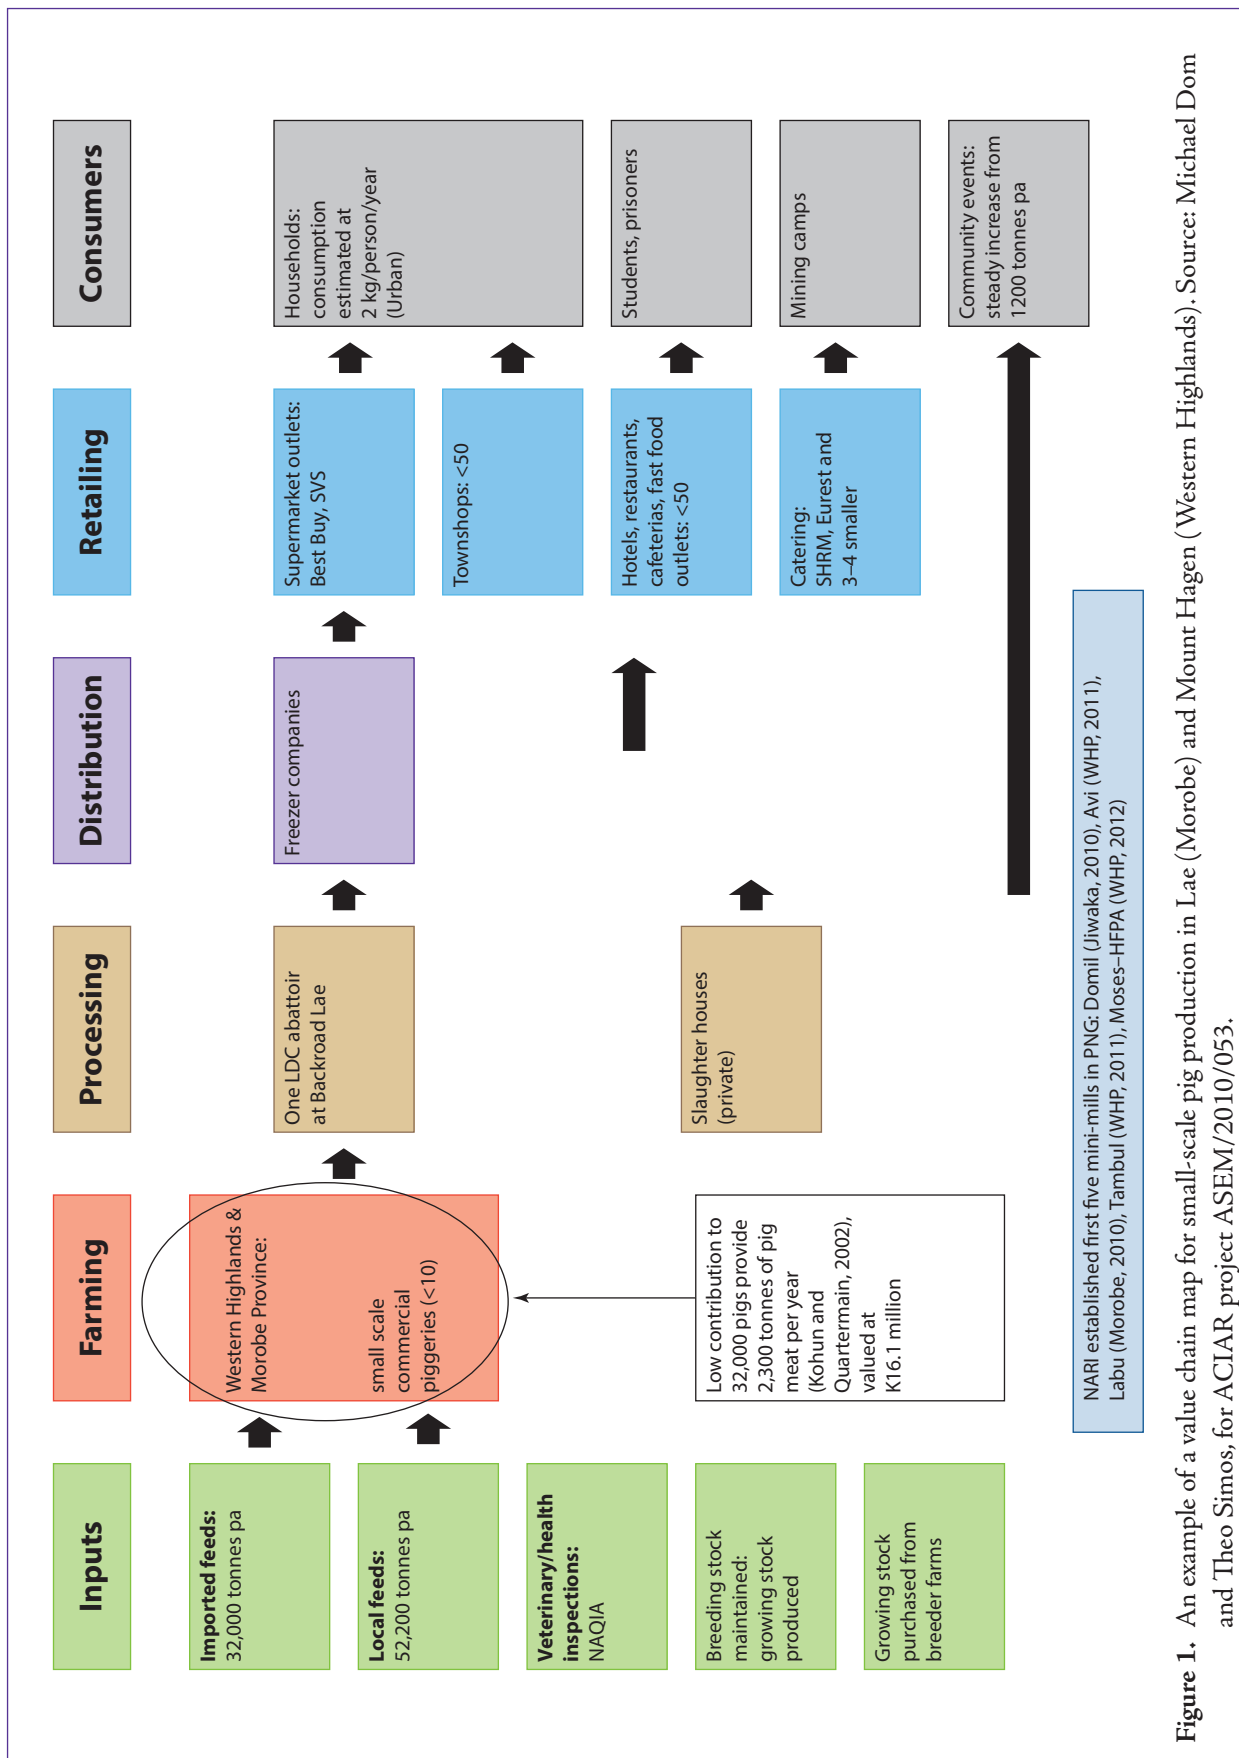 Inputs
Farming
Processing
Distribution
Retailing
Consumers
Imported feeds:
32,000 tonnes pa
Local feeds:
52,200 tonnes pa
Veterinary/health
inspections:
NAQIA
Breeding stock
maintained:
growing stock
produced
Growing stock
purchased from
breeder farms
Western Highlands &
Morobe Province:
small scale
commercial
piggeries (<10)
Low contribution to
32,000 pigs provide
2,300 tonnes of pig
meat per year
(Kohun and
Quartermain, 2002),
valued at
K16.1 million
One LDC abattoir
at Backroad Lae
Slaughter houses
(private)
Freezer companies
Supermarket outlets:
Best Buy, SVS
Townshops: <50
Hotels, restaurants,
cafeterias, fast food
outlets: <50
Catering:
SHRM, Eurest and
3–4 smaller
Households:
consumption
estimated at
2 kg/person/year
(Urban)
Students, prisoners
Mining camps
Community events:
steady increase from
1200 tonnes pa
NARI established first five mini-mills in PNG: Domil (Jiwaka, 2010), Avi (WHP, 2011),
Labu (Morobe, 2010), Tambul (WHP, 2011), Moses–HFPA (WHP, 2012)
Figure 1. An example of a value chain map for small-scale pig production in Lae (Morobe) and Mount Hagen (Western Highlands). Source: Michael Dom
and Theo Simos, for ACIAR project ASEM/2010/053.